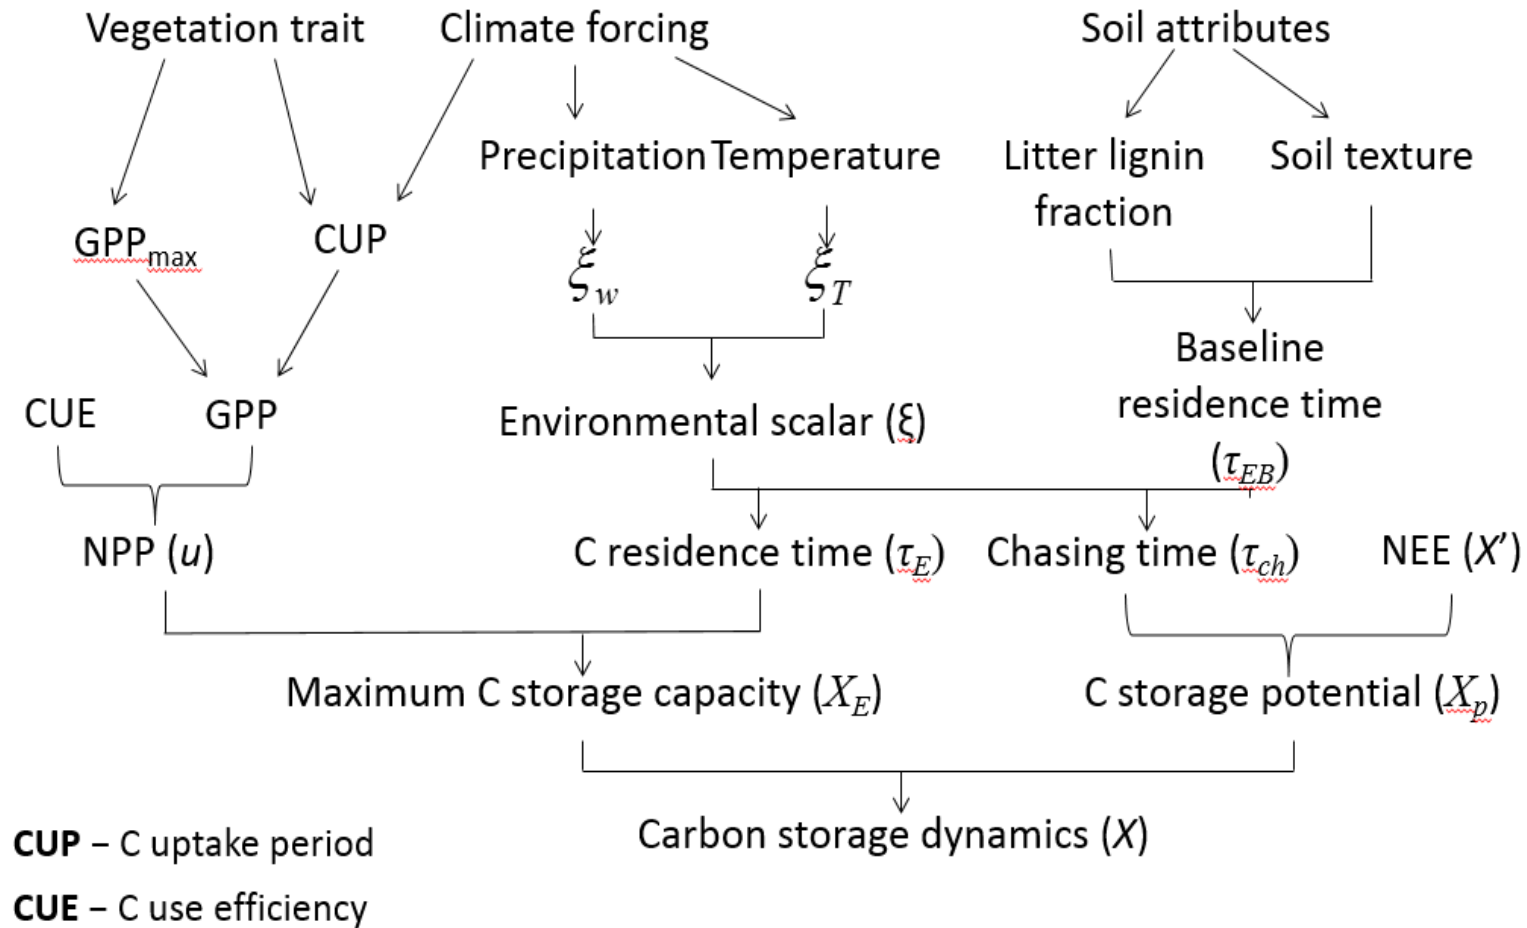 Vegetation trait
Climate forcing
Soil attributes
Precipitation
Temperature
Litter lignin
fraction
Soil texture
GPPmax
CUP
ξw
ξT
Baseline
residence time
(τEB)
CUE
GPP
Environmental scalar (ξ)
NPP (u)
C residence time (τE)
Chasing time (τch)
NEE (X’)
Maximum C storage capacity (XE)
C storage potential (Xp)
Carbon storage dynamics (X)
CUP – C uptake period
CUE – C use efficiency